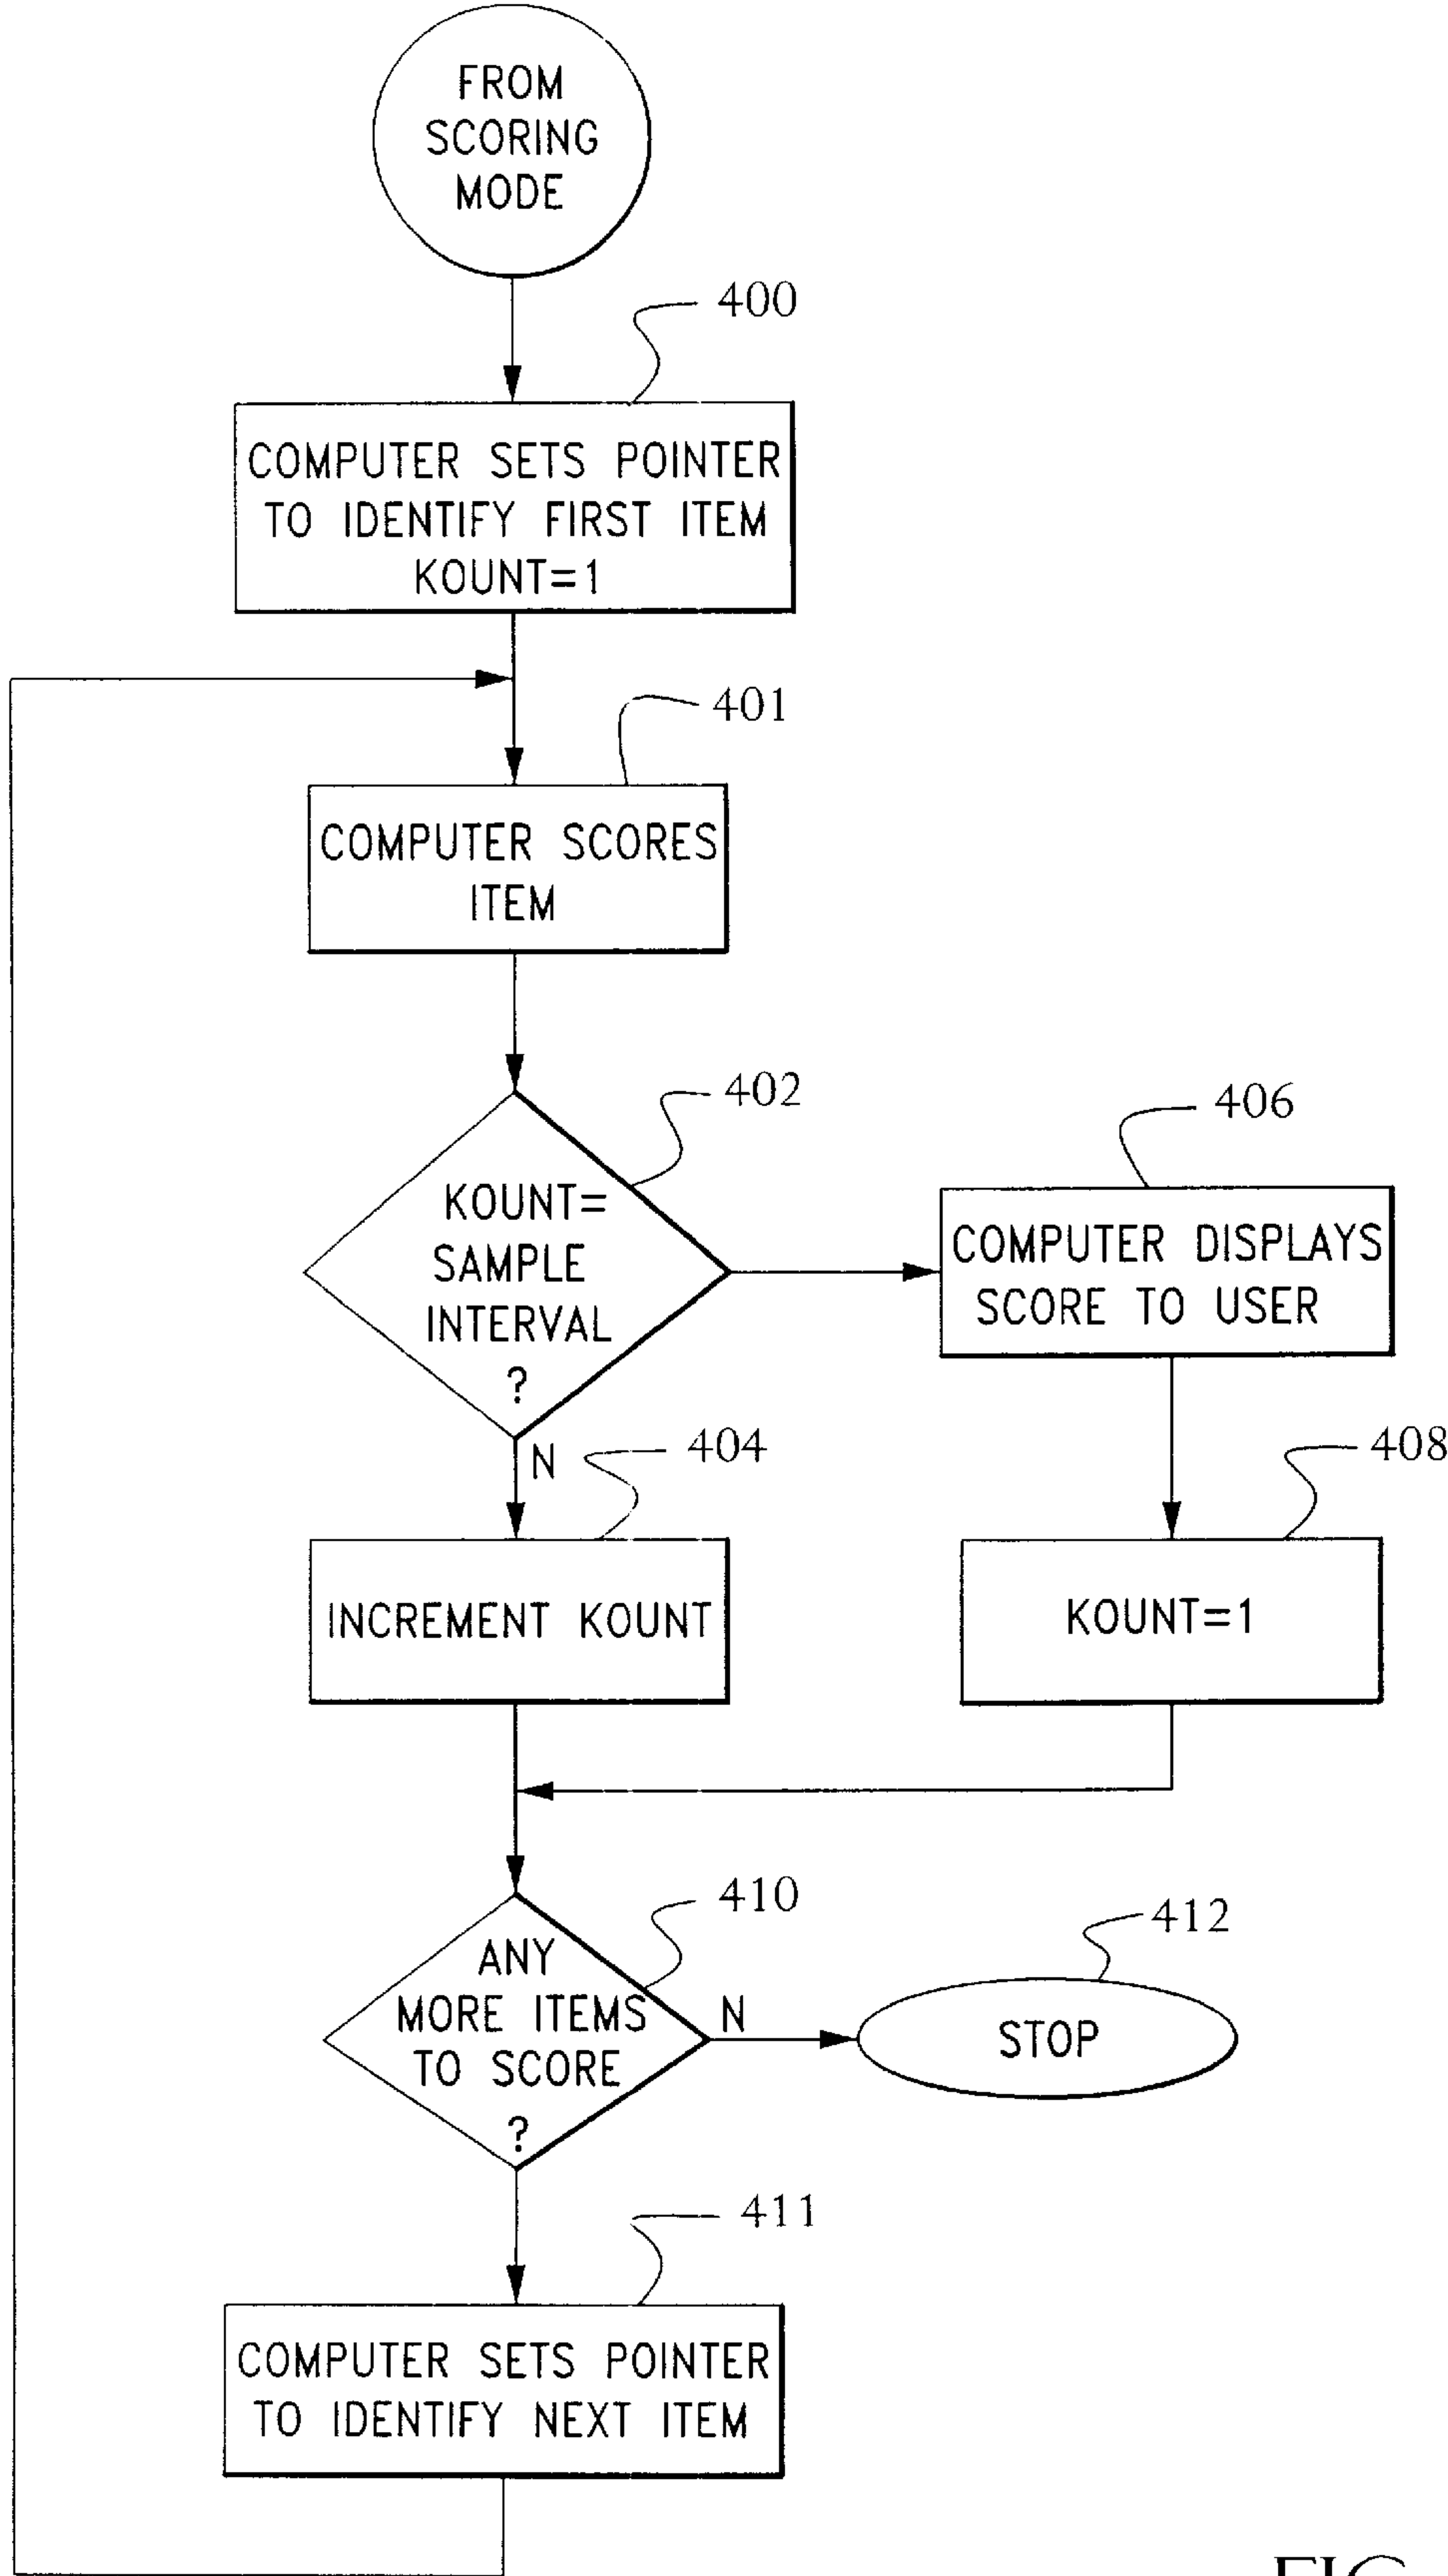 FROM
SCORING
MODE
400
COMPUTER SETS POINTER
TO IDENTIFY FIRST ITEM
KOUNT=1
401
COMPUTER SCORES
ITEM
402
KOUNT=
SAMPLE
INTERVAL
?
406
COMPUTER DISPLAYS
SCORE TO USER
N
404
INCREMENT KOUNT
408
KOUNT=1
410
ANY
MORE ITEMS
TO SCORE
?
N
412
STOP
411
COMPUTER SETS POINTER
TO IDENTIFY NEXT ITEM